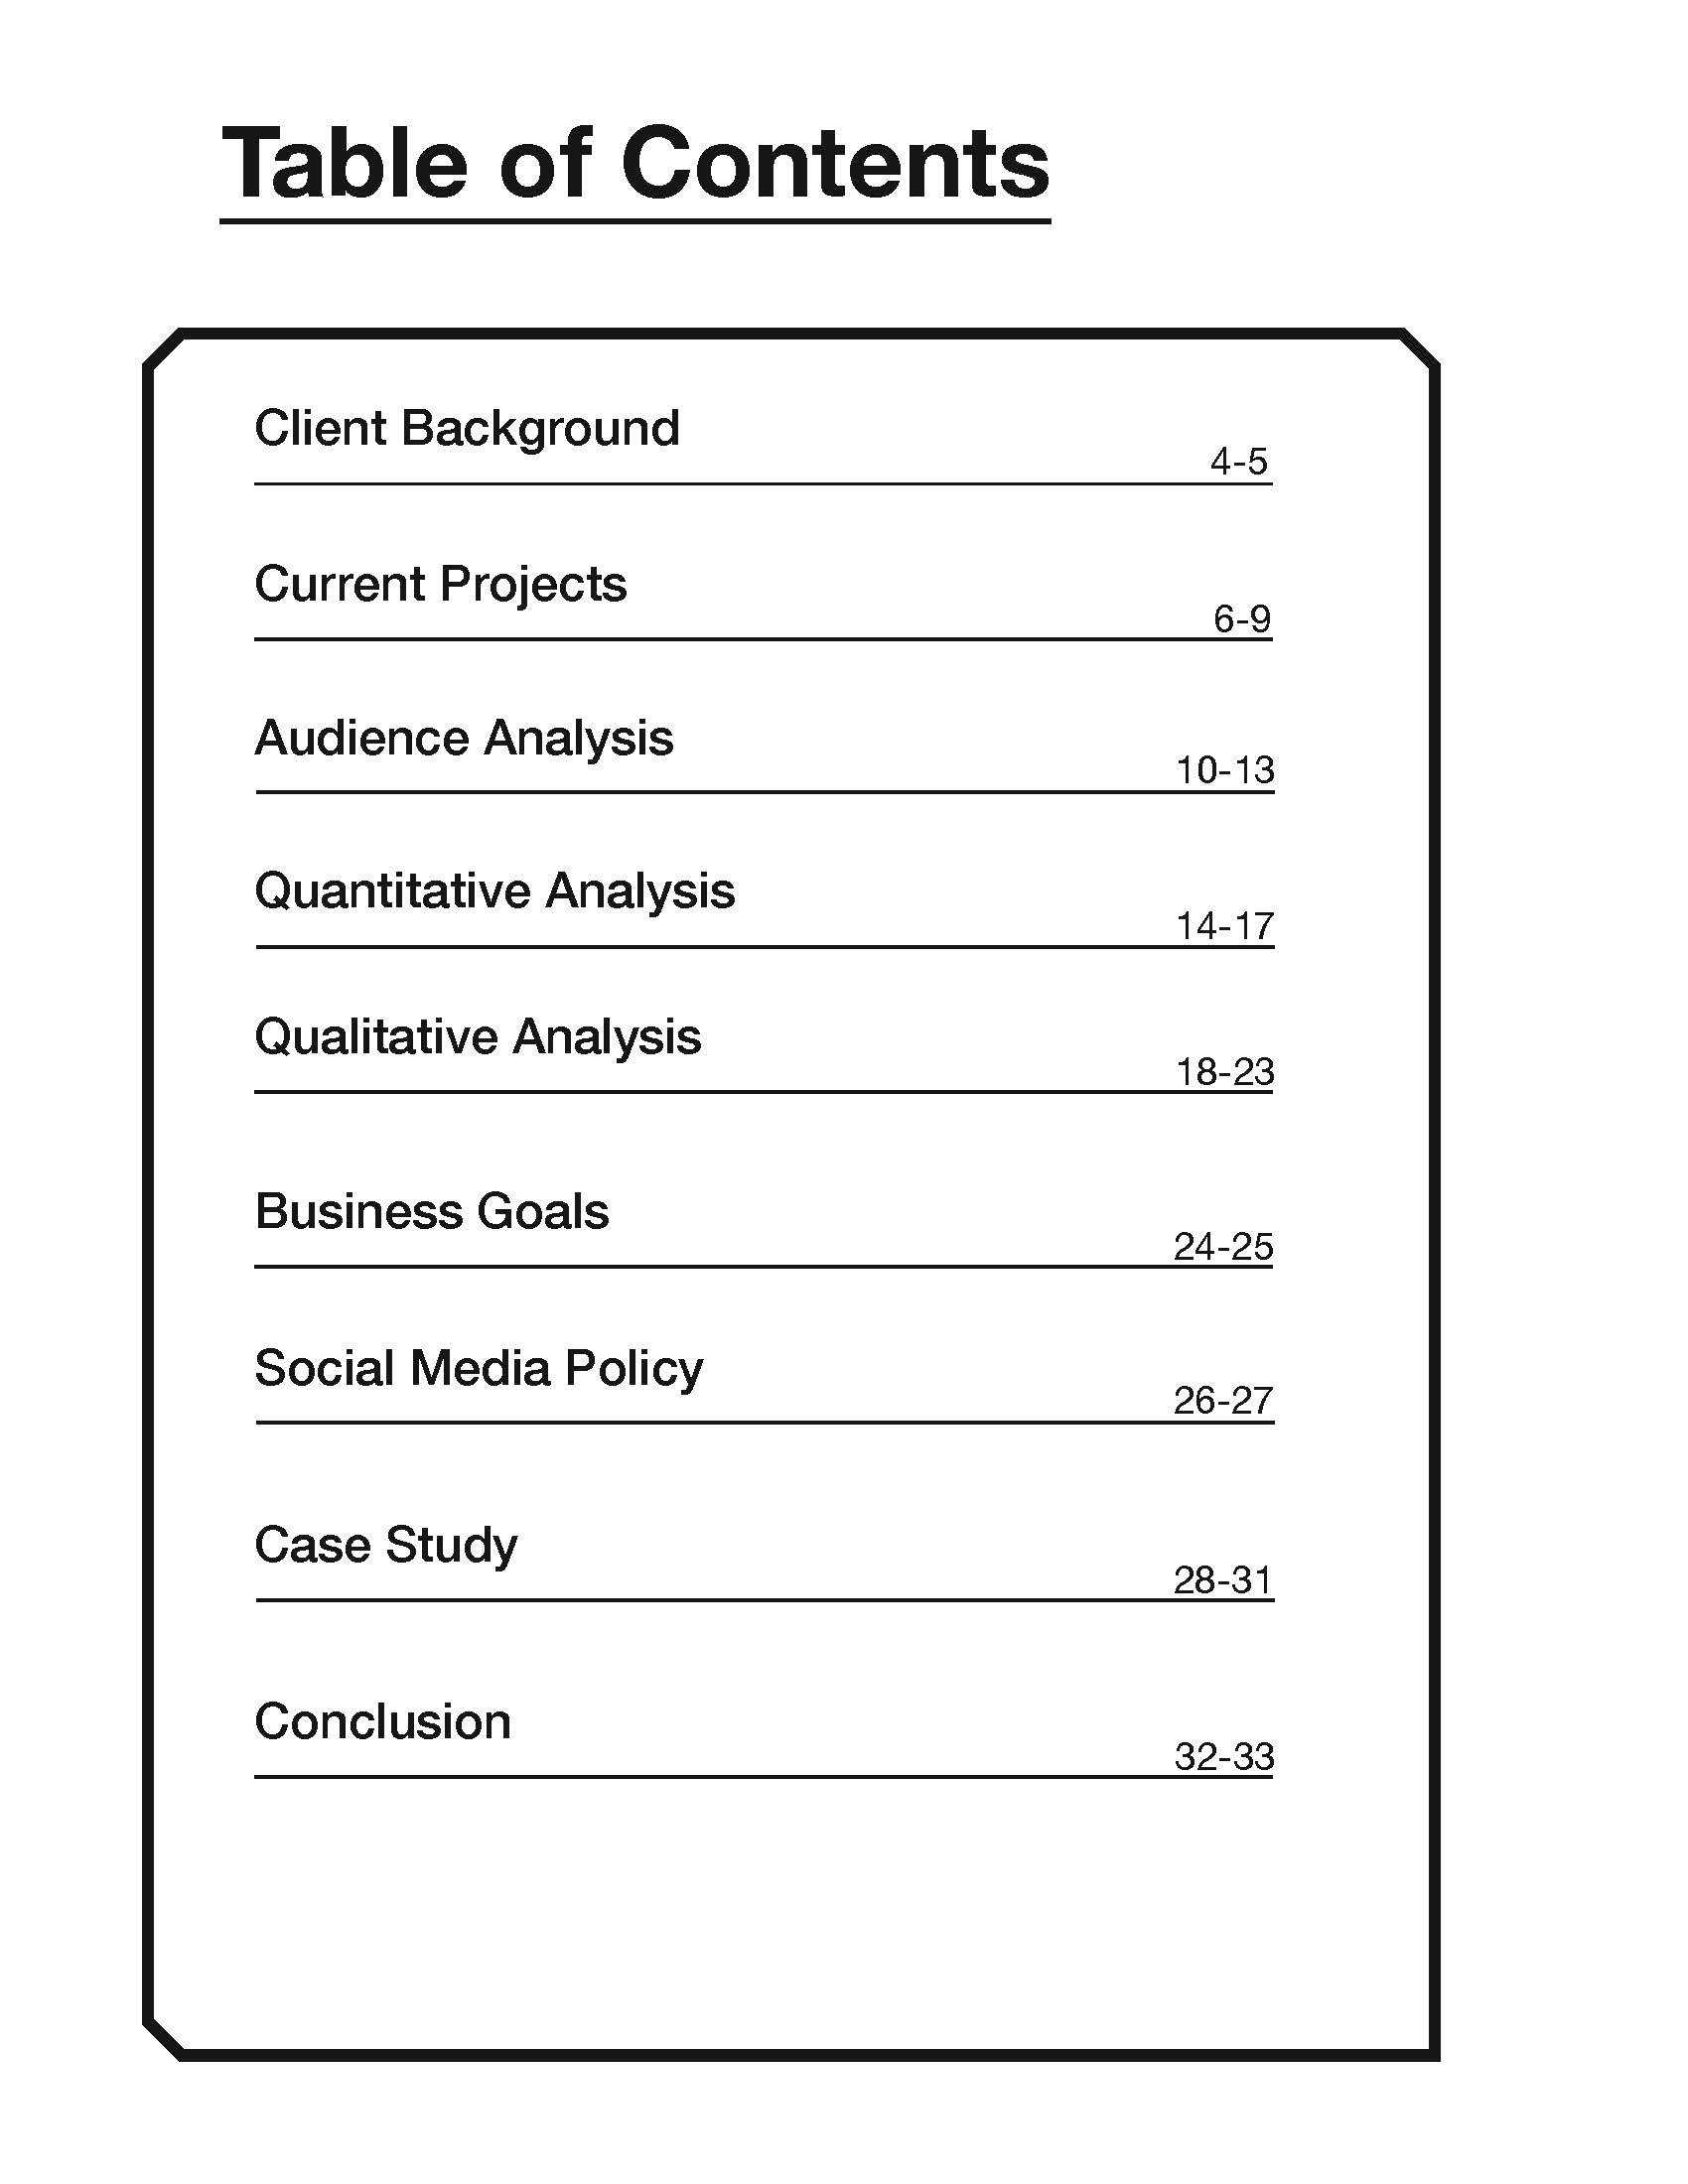 Table of Contents
Client Background
4-5
Current Projects
6-9
Audience Analysis
10-13
Quantitative Analysis
14-17
Qualitative Analysis
18-23
Business Goals
24-25
Social Media Policy
26-27
Case Study
28-31
Conclusion
32-33